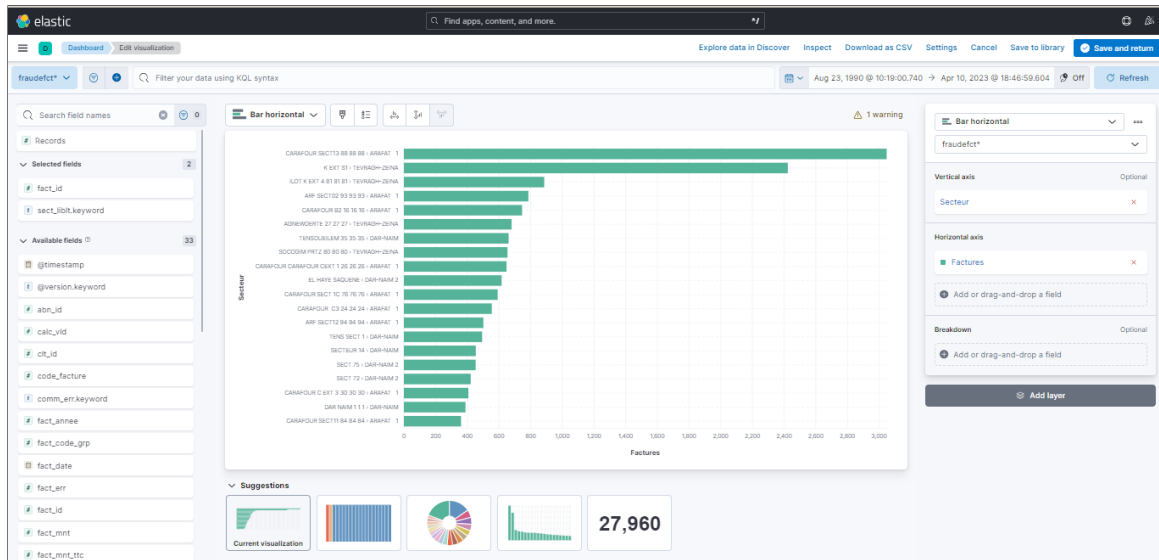 elastic
Find apps, content, and more.
*/
D
Dashboard
Edit visualization
Explore data in Discover
Inspect
Download as CSV
Settings
Cancel
Save to library
Save and return
fraudefct*
Filter your data using KQL syntax
Aug 23, 1990 @ 10:19:00.740 → Apr 10, 2023 @ 18:46:59.604
Off
Refresh
Search field names
0
Records
Selected fields
2
fact_id
sect_liblt.keyword
Available fields
33
@timestamp
@version.keyword
abn_id
calc_vld
clt_id
code_facture
comm_err.keyword
fact_annee
fact_code_grp
fact_date
fact_err
fact_id
fact_mnt
fact_mnt_ttc
Bar horizontal
1 warning
Secteur
CARAFOUR SECT13 88 88 88 › ARAFAT 1
K EXT S1 › TEVRAGH-ZEINA
ILOT K EXT 4 81 81 81 › TEVRAGH-ZEINA
ARF SECT02 93 93 93 › ARAFAT 1
CARAFOUR B2 16 16 16 › ARAFAT 1
AGNEWDERTE 27 27 27 › TEVRAGH-ZEINA
TENSOUEILEM 35 35 35 › DAR-NAIM
SOCOGIM PRTZ 80 80 80 › TEVRAGH-ZEINA
CARAFOUR CARAFOUR CEXT 1 26 26 26 › ARAFAT 1
EL HAYE SAQUENE › DAR-NAIM 2
CARAFOUR SECT 1C 76 76 76 › ARAFAT 1
CARAFOUR C3 24 24 24 › ARAFAT 1
ARF SECT12 94 94 94 › ARAFAT 1
TENS SECT 1 › DAR-NAIM
SECTEUR 14 › DAR-NAIM
SECT 75 › DAR-NAIM 2
SECT 72 › DAR-NAIM 2
CARAFOUR C EXT 3 30 30 30 › ARAFAT 1
DAR NAIM 1 1 1 › DAR-NAIM
CARAFOUR SECT11 84 84 84 › ARAFAT 1
0 200 400 600 800 1,000 1,200 1,400 1,600 1,800 2,000 2,200 2,400 2,600 2,800 3,000
Factures
Suggestions
Current visualization
27,960
Bar horizontal
fraudefct*
Vertical axis
Optional
Secteur
Horizontal axis
Factures
Add or drag-and-drop a field
Breakdown
Optional
Add or drag-and-drop a field
Add layer